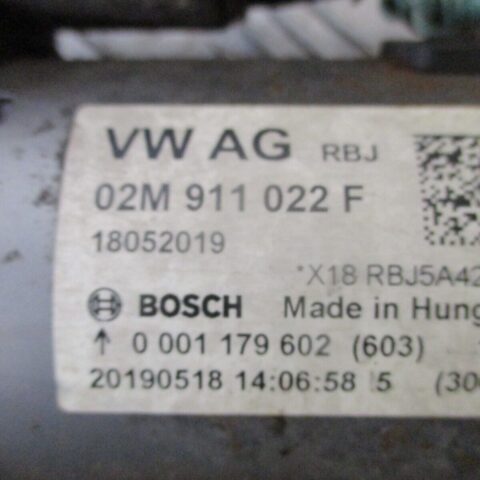 VW AG RBJ
02M 911 022 F
18052019
*X18 RBJ5A42
BOSCH Made in Hung
↑ 0 001 179 602 (603)
20190518 14:06:58 5 (30